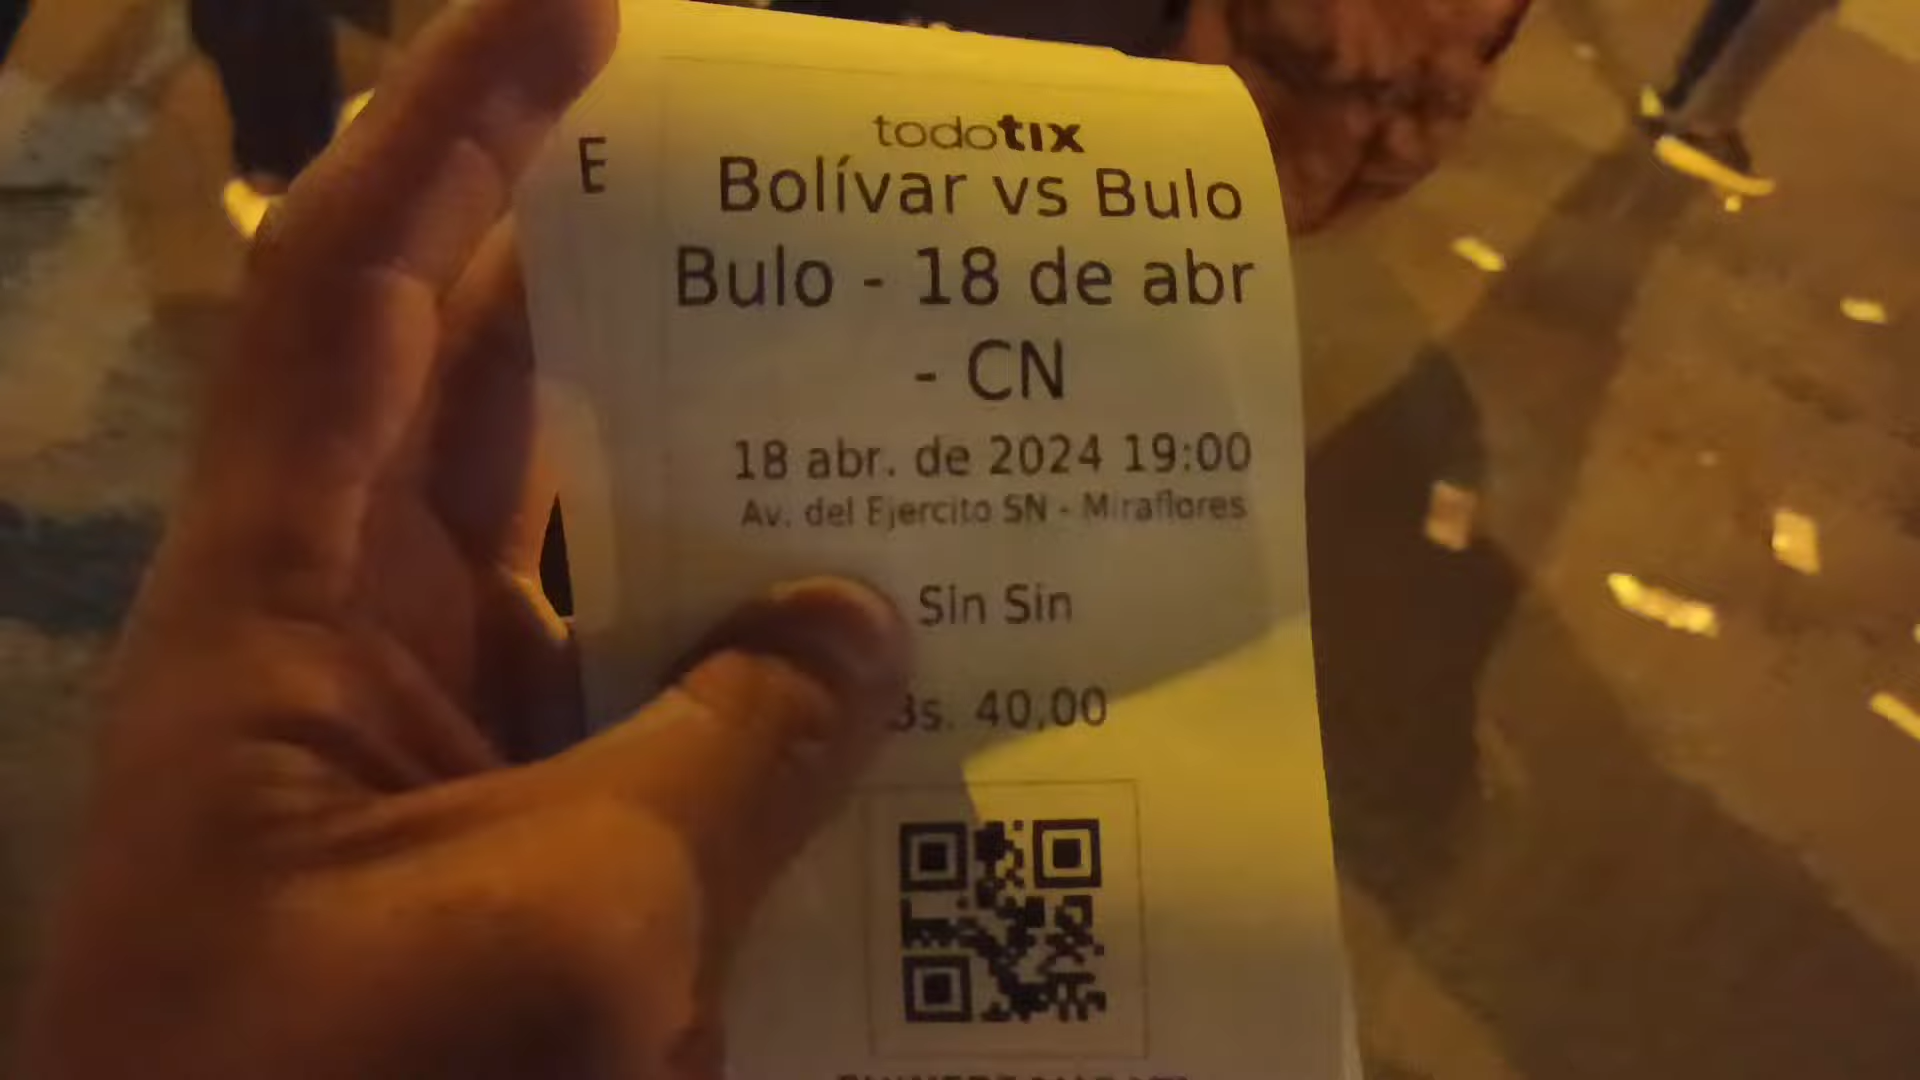 todotix
E
Bolívar vs Bulo
Bulo - 18 de abr
- CN
18 abr. de 2024 19:00
Av. del Ejercito SN - Miraflores
Sin Sin
Bs. 40,00